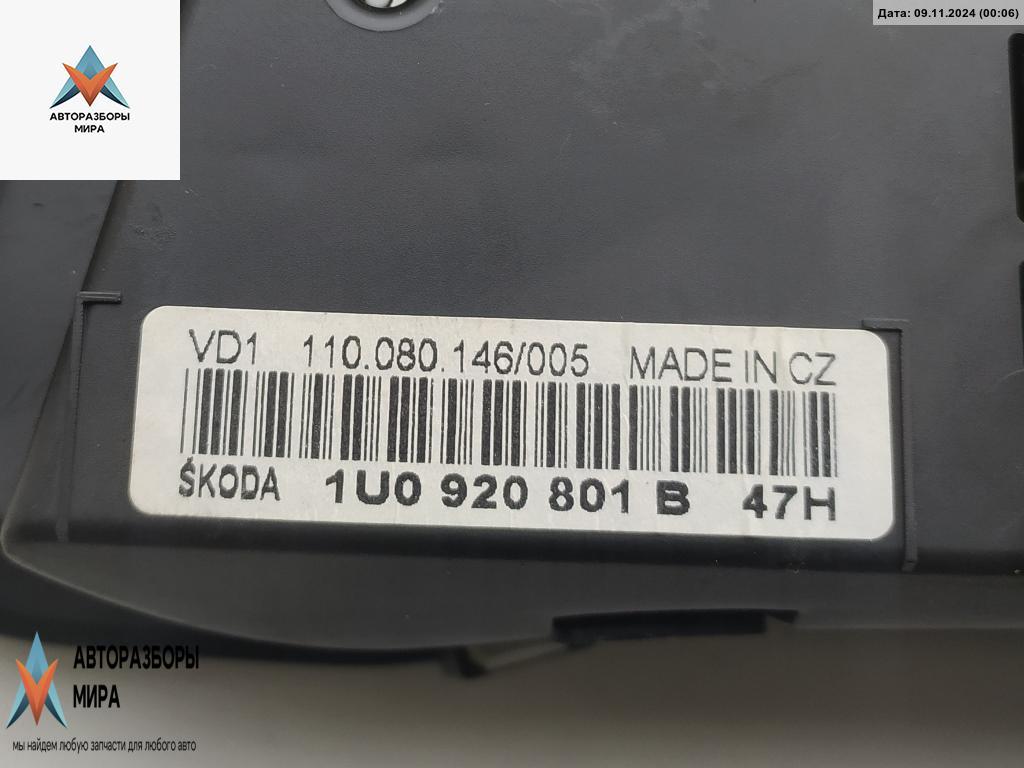 Дата: 09.11.2024 (00:06)
АВТОРАЗБОРЫ
МИРА
VD1 110.080.146/005 MADE IN CZ
ŠKODA 1U0 920 801 B 47H
АВТОРАЗБОРЫ
МИРА
мы найдем любую запчасти для любого авто